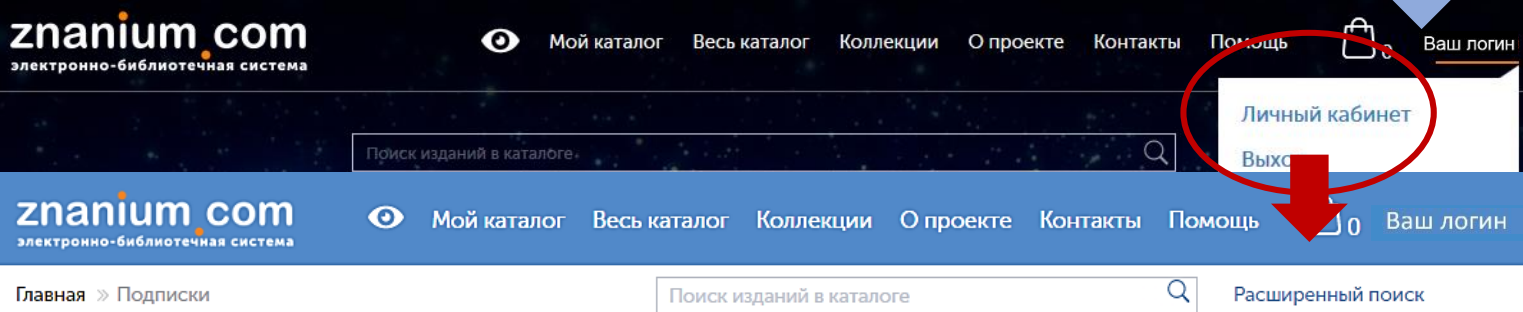 znanium.com
электронно-библиотечная система
Мой каталог Весь каталог Коллекции О проекте Контакты Помощь 0 Ваш логин
Личный кабинет
Поиск изданий в каталоге
znanium.com
электронно-библиотечная система
Мой каталог Весь каталог Коллекции О проекте Контакты Помощь 0 Ваш логин
Главная » Подписки
Поиск изданий в каталоге
Расширенный поиск